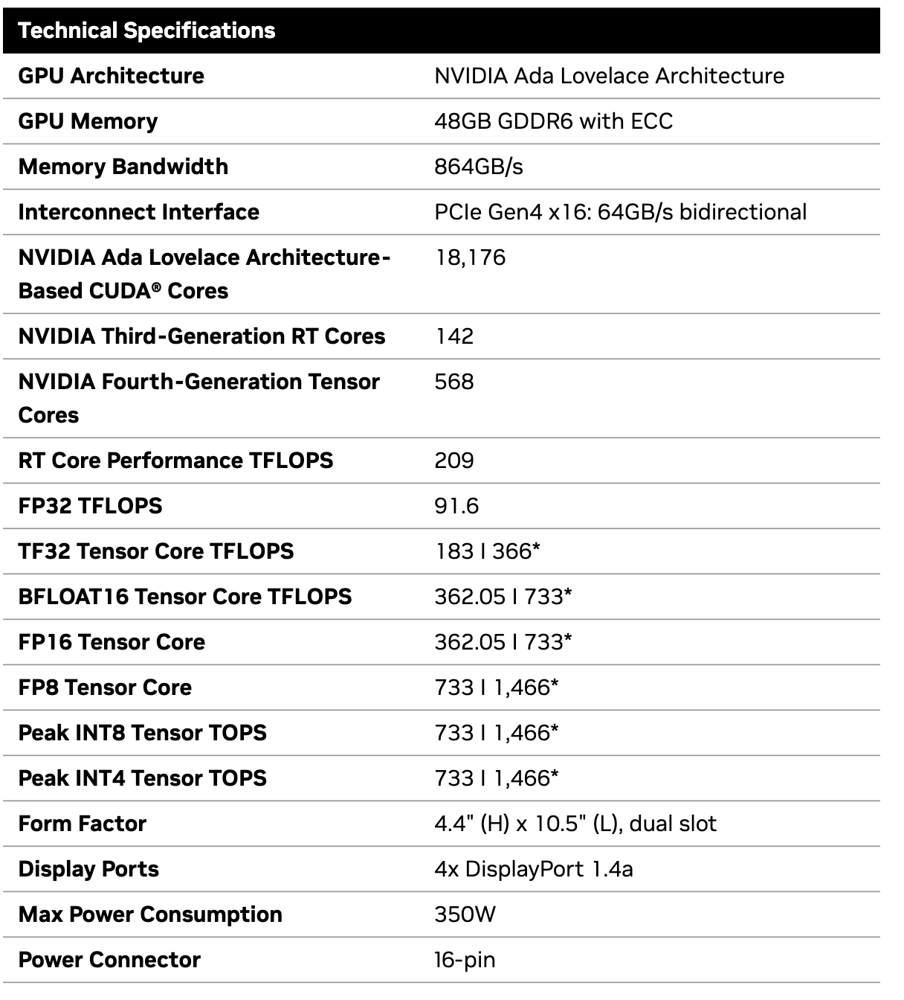 Technical Specifications
GPU Architecture NVIDIA Ada Lovelace Architecture
GPU Memory 48GB GDDR6 with ECC
Memory Bandwidth 864GB/s
Interconnect Interface PCIe Gen4 x16: 64GB/s bidirectional
NVIDIA Ada Lovelace Architecture- 18,176
Based CUDA® Cores
NVIDIA Third-Generation RT Cores 142
NVIDIA Fourth-Generation Tensor 568
Cores
RT Core Performance TFLOPS 209
FP32 TFLOPS 91.6
TF32 Tensor Core TFLOPS 183 I 366*
BFLOAT16 Tensor Core TFLOPS 362.05 I 733*
FP16 Tensor Core 362.05 I 733*
FP8 Tensor Core 733 I 1,466*
Peak INT8 Tensor TOPS 733 I 1,466*
Peak INT4 Tensor TOPS 733 I 1,466*
Form Factor 4.4" (H) x 10.5" (L), dual slot
Display Ports 4x DisplayPort 1.4a
Max Power Consumption 350W
Power Connector 16-pin